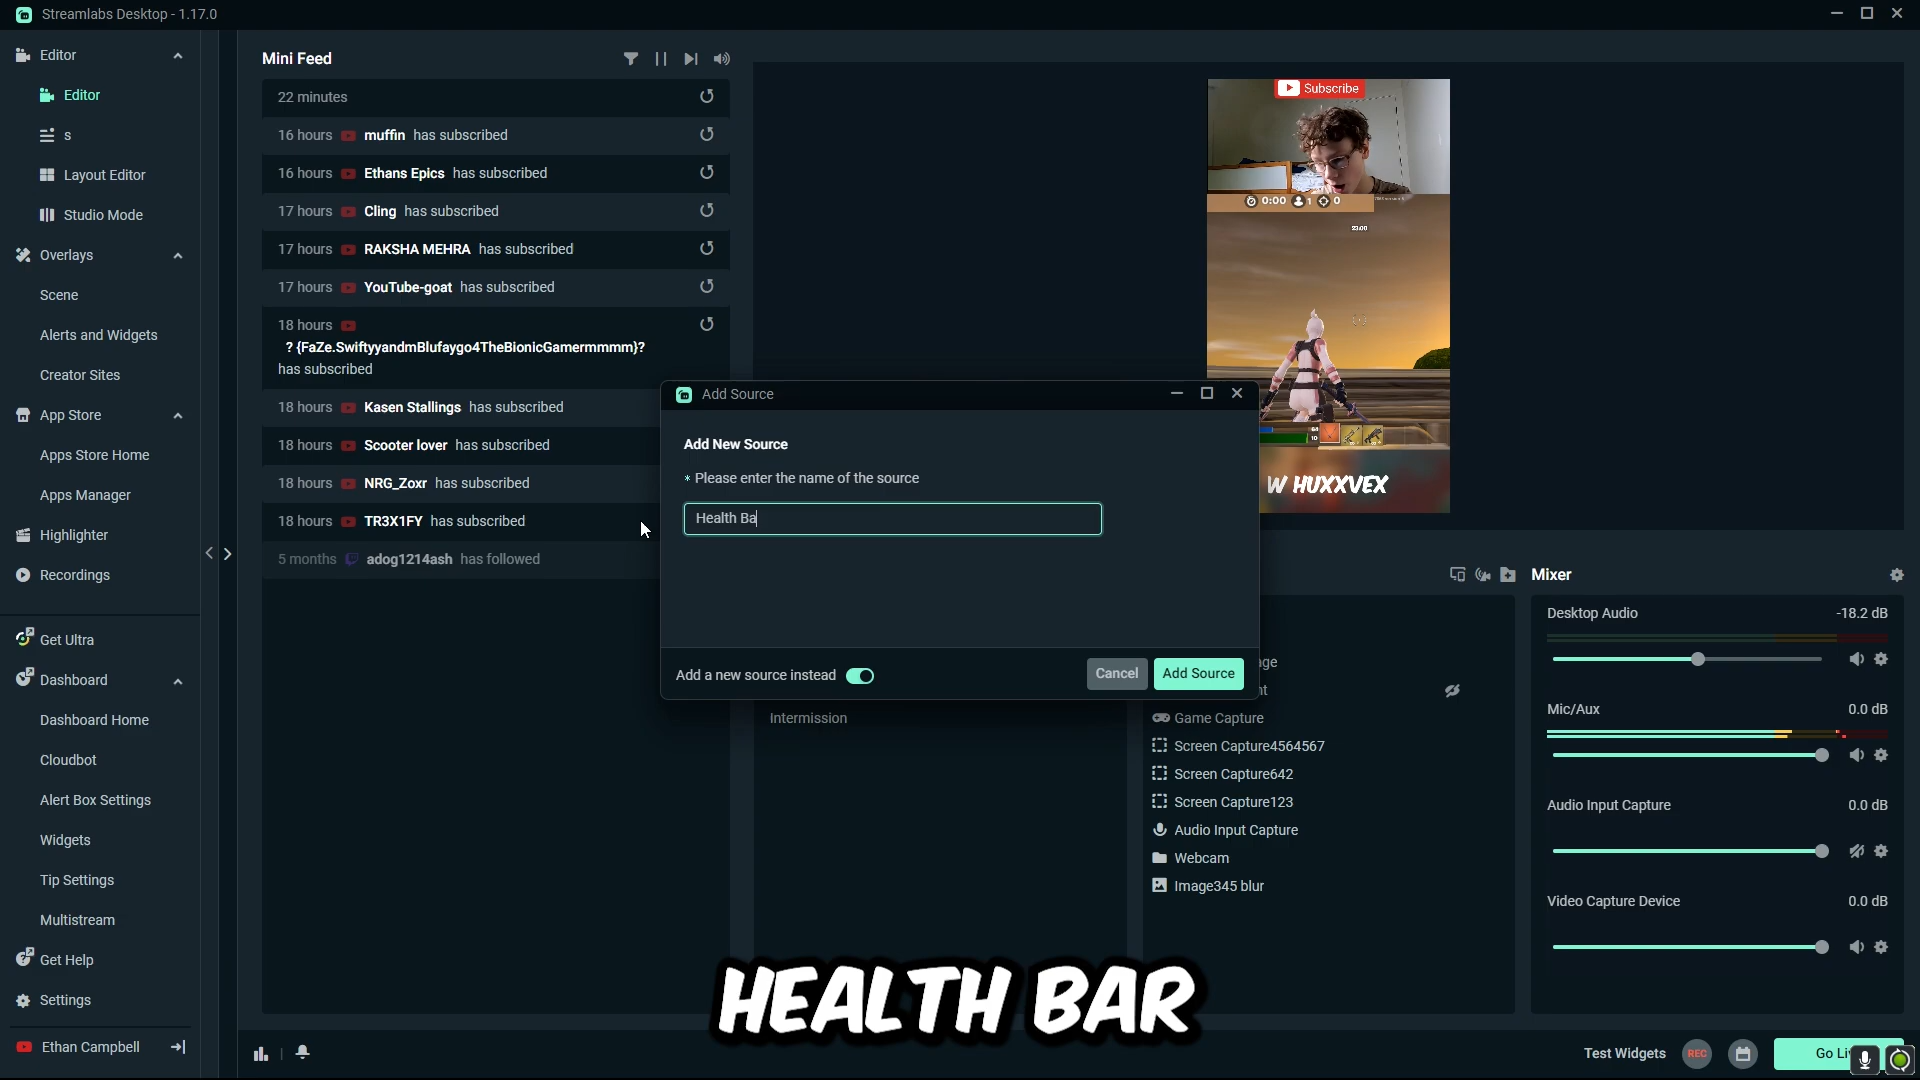 Streamlabs Desktop - 1.17.0
Editor
Editor
s
Layout Editor
Studio Mode
Overlays
Scene
Alerts and Widgets
Creator Sites
App Store
Apps Store Home
Apps Manager
Highlighter
Recordings
Get Ultra
Dashboard
Dashboard Home
Cloudbot
Alert Box Settings
Widgets
Tip Settings
Multistream
Get Help
Settings
Ethan Campbell
Mini Feed
22 minutes
16 hours muffin has subscribed
16 hours Ethans Epics has subscribed
17 hours Cling has subscribed
17 hours RAKSHA MEHRA has subscribed
17 hours YouTube-goat has subscribed
18 hours
? {FaZe.SwiftyyandmBlufaygo4TheBionicGamermmmm}?
has subscribed
18 hours Kasen Stallings has subscribed
18 hours Scooter lover has subscribed
18 hours NRG_Zoxr has subscribed
18 hours TR3X1FY has subscribed
5 months adog1214ash has followed
Subscribe
0:00 1 0
W HUXXVEX
Add Source
Add New Source
* Please enter the name of the source
Health Ba
Add a new source instead
Cancel
Add Source
Intermission
ge
nt
Game Capture
Screen Capture4564567
Screen Capture642
Screen Capture123
Audio Input Capture
Webcam
Image345 blur
Mixer
Desktop Audio -18.2 dB
Mic/Aux 0.0 dB
Audio Input Capture 0.0 dB
Video Capture Device 0.0 dB
HEALTH BAR
Test Widgets
REC
Go Li